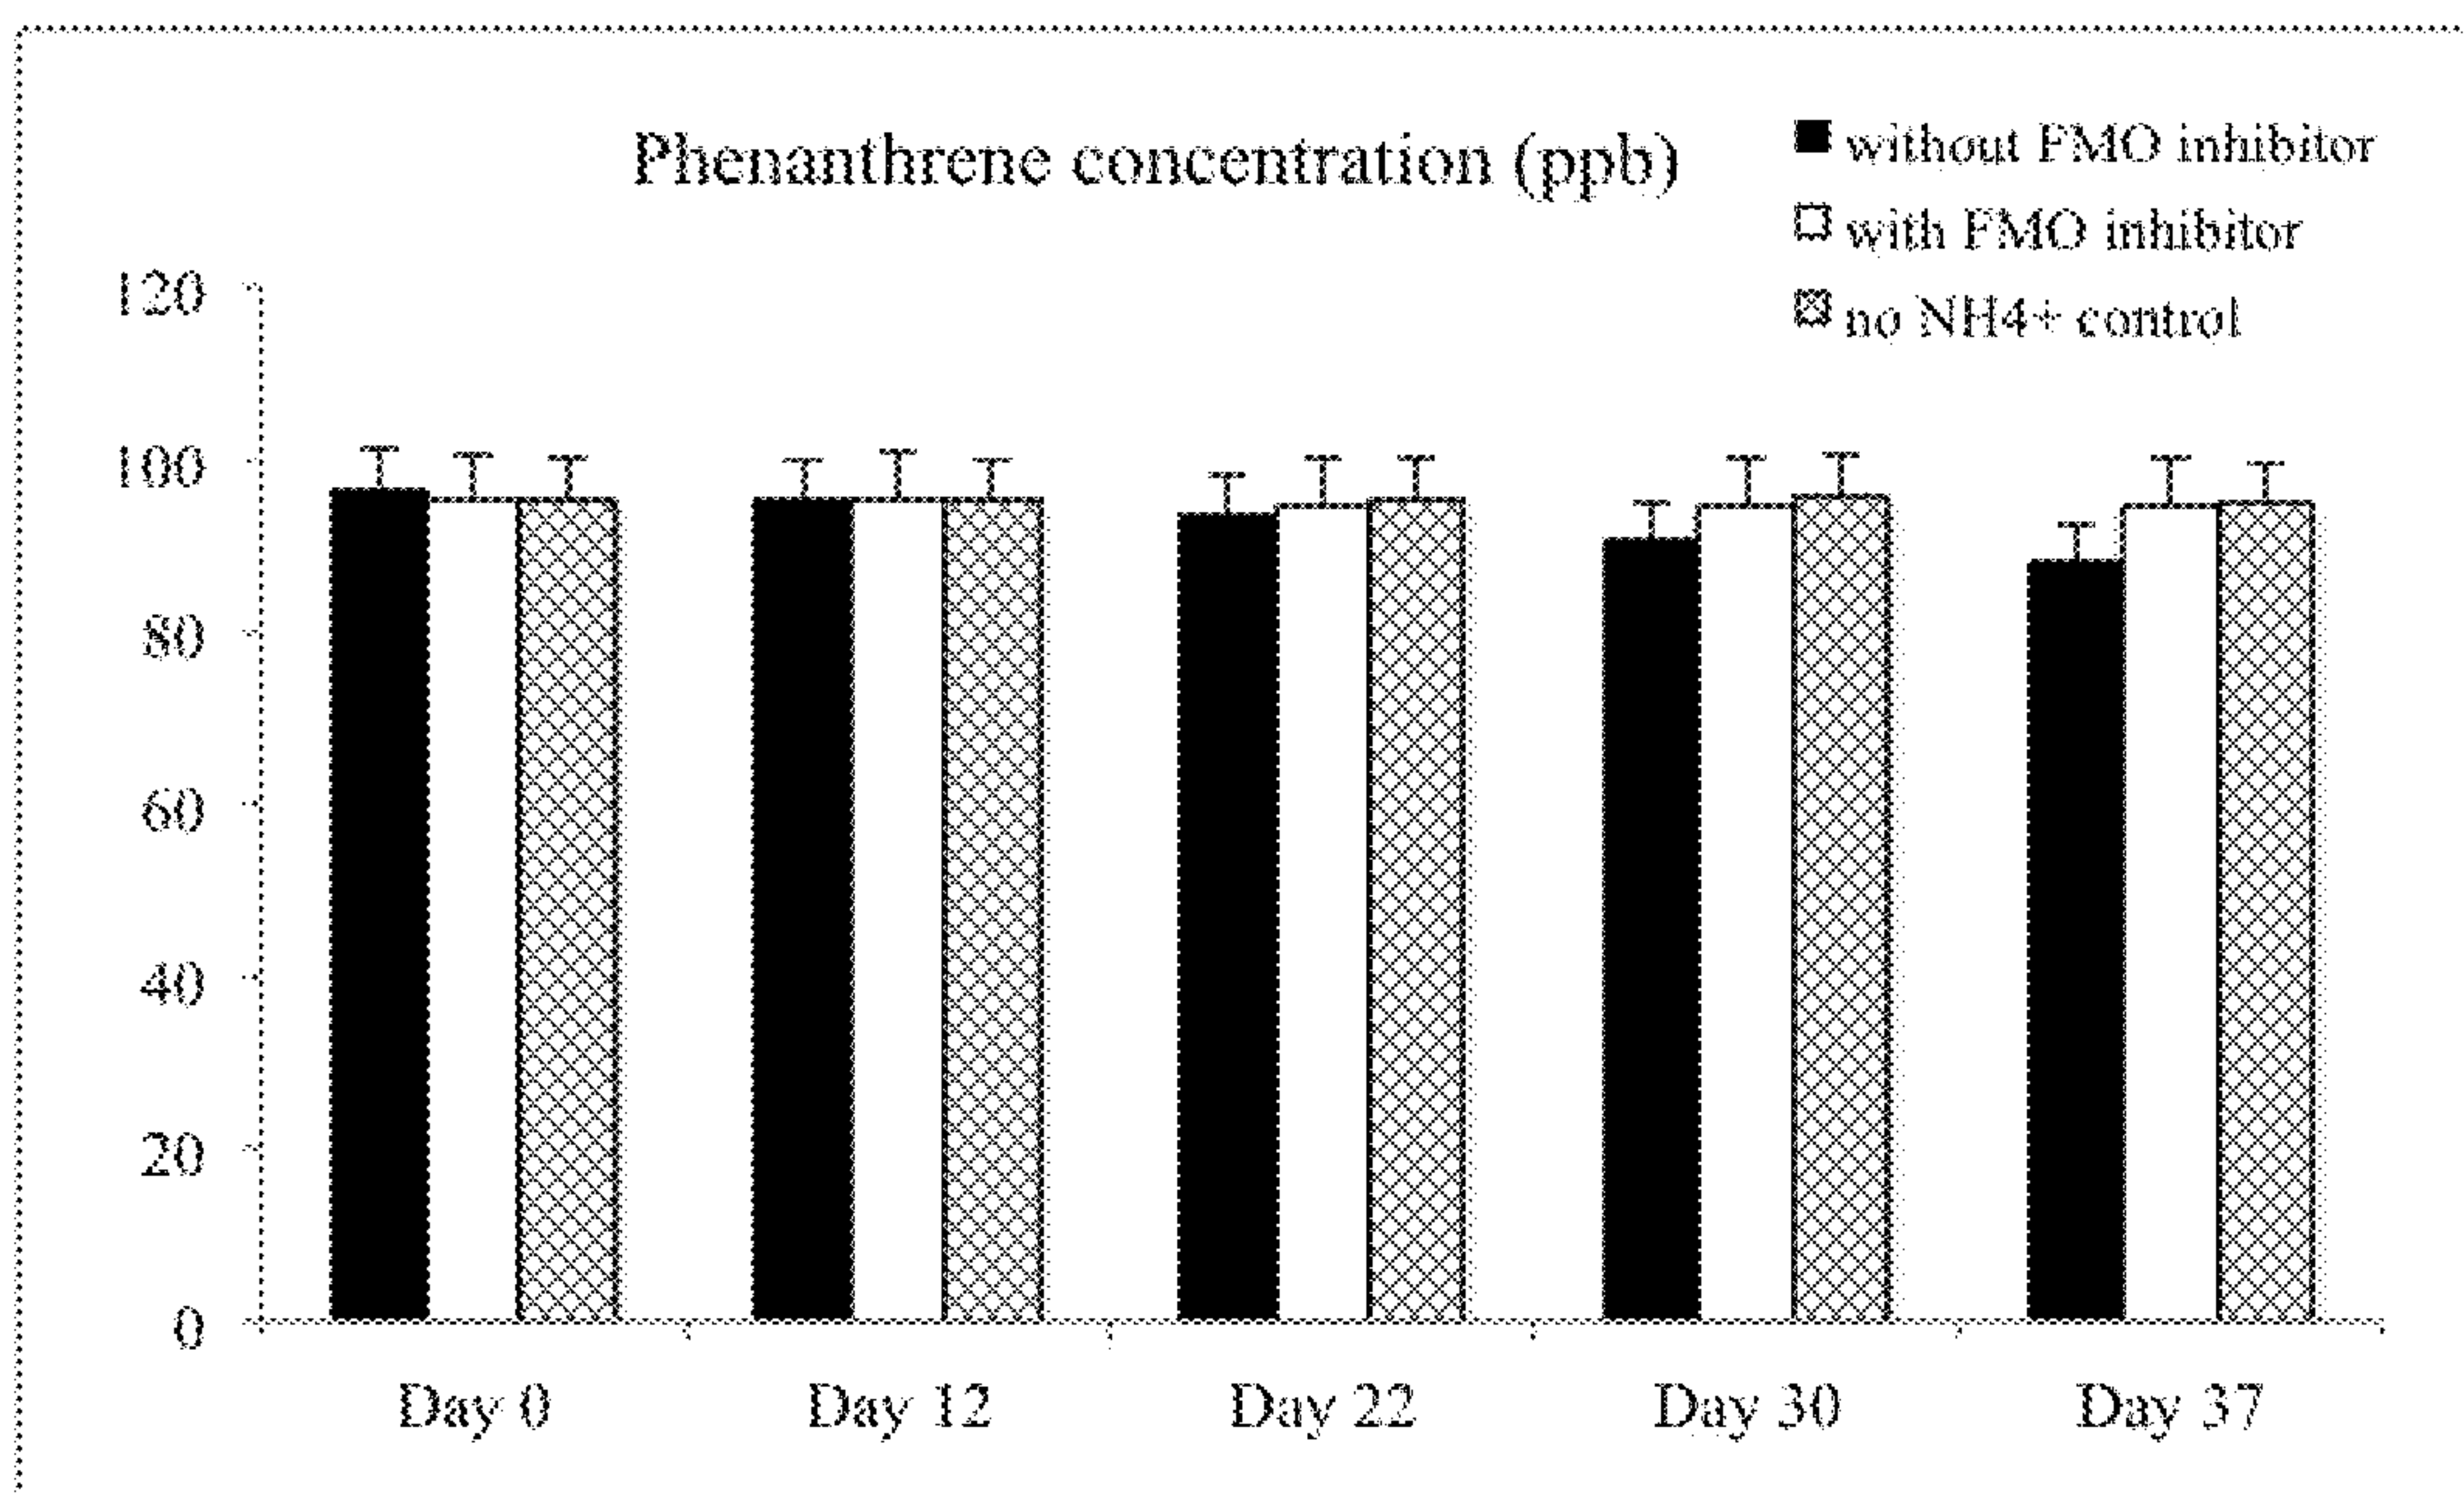 Phenanthrene concentration (ppb)
without FMO inhibitor
with FMO inhibitor
no NH4+ control
120
100
80
60
40
20
0
Day 0 Day 12 Day 22 Day 30 Day 37